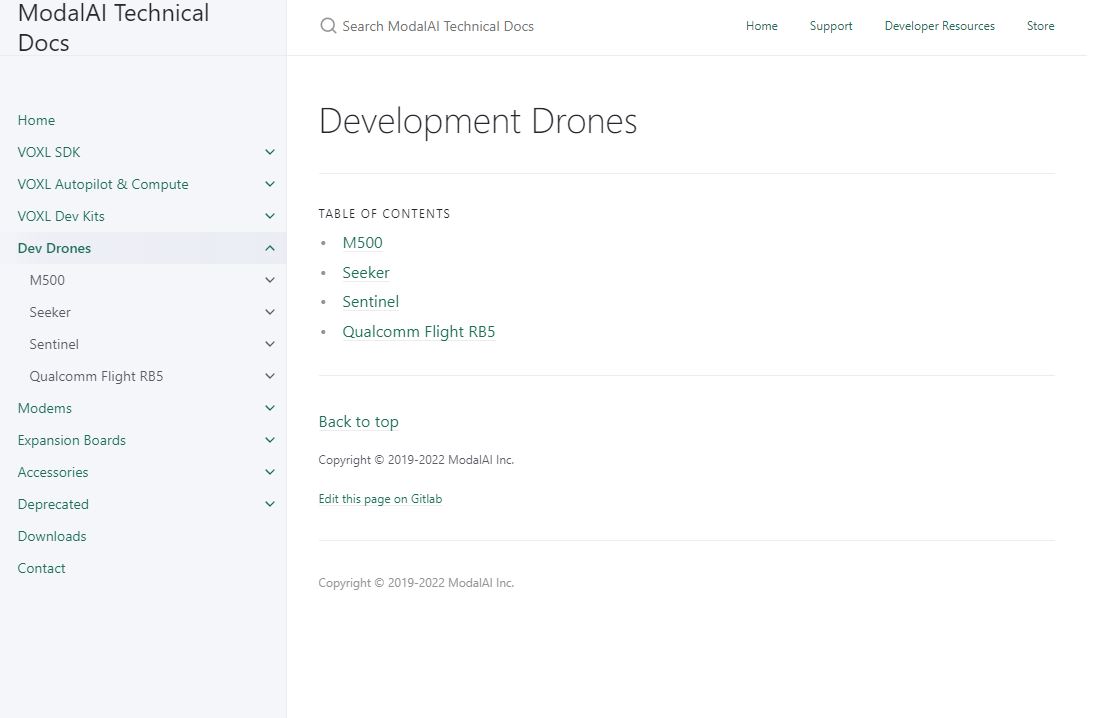 ModalAI Technical
Docs
Search ModalAI Technical Docs
Home
Support
Developer Resources
Store
Home
VOXL SDK
VOXL Autopilot & Compute
VOXL Dev Kits
Dev Drones
M500
Seeker
Sentinel
Qualcomm Flight RB5
Modems
Expansion Boards
Accessories
Deprecated
Downloads
Contact
Development Drones
TABLE OF CONTENTS
M500
Seeker
Sentinel
Qualcomm Flight RB5
Back to top
Copyright © 2019-2022 ModalAI Inc.
Edit this page on Gitlab
Copyright © 2019-2022 ModalAI Inc.